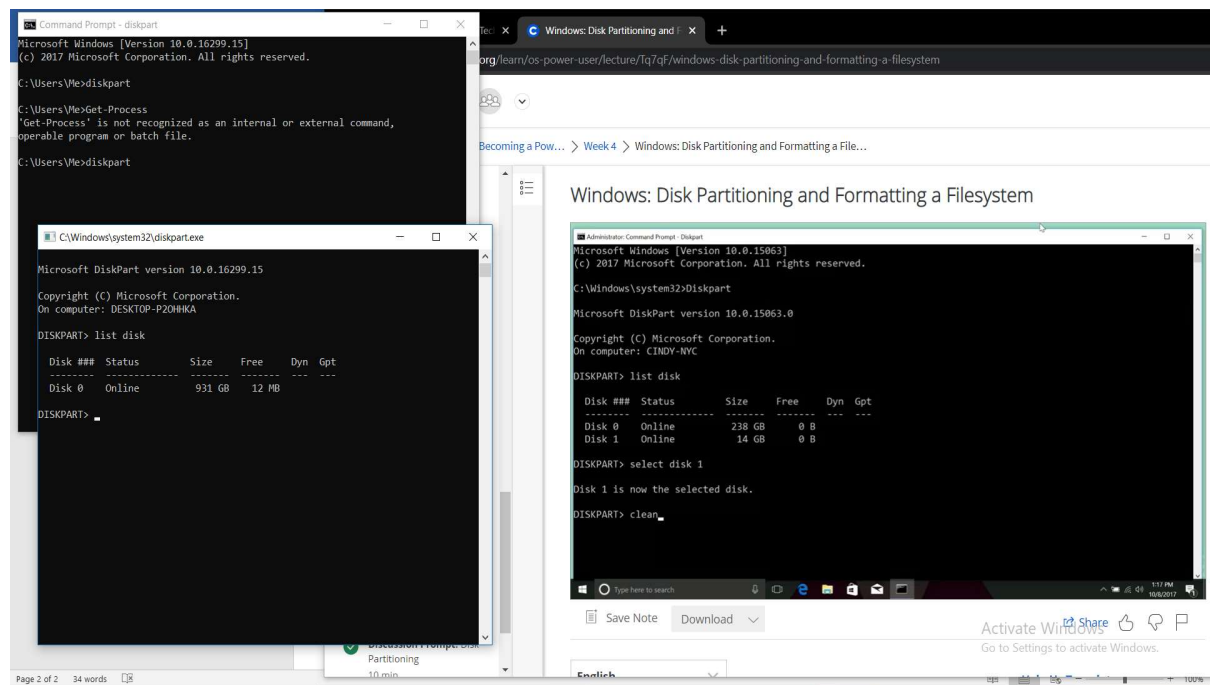 Command Prompt - diskpart
Microsoft Windows [Version 10.0.16299.15]
(c) 2017 Microsoft Corporation. All rights reserved.
C:\Users\Me>diskpart
C:\Users\Me>Get-Process
'Get-Process' is not recognized as an internal or external command,
operable program or batch file.
C:\Users\Me>diskpart
C:\Windows\system32\diskpart.exe
Microsoft DiskPart version 10.0.16299.15
Copyright (C) Microsoft Corporation.
On computer: DESKTOP-P2OHHKA
DISKPART> list disk
Disk ### Status Size Free Dyn Gpt
-------- ------------- ------- ------- --- ---
Disk 0 Online 931 GB 12 MB
DISKPART>
Windows: Disk Partitioning and F
org/learn/os-power-user/lecture/Tq7qF/windows-disk-partitioning-and-formatting-a-filesystem
Becoming a Pow... > Week 4 > Windows: Disk Partitioning and Formatting a File...
Windows: Disk Partitioning and Formatting a Filesystem
Administrator: Command Prompt - Diskpart
Microsoft Windows [Version 10.0.15063]
(c) 2017 Microsoft Corporation. All rights reserved.
C:\Windows\system32>Diskpart
Microsoft DiskPart version 10.0.15063.0
Copyright (C) Microsoft Corporation.
On computer: CINDY-NYC
DISKPART> list disk
Disk ### Status Size Free Dyn Gpt
-------- ------------- ------- ------- --- ---
Disk 0 Online 238 GB 0 B
Disk 1 Online 14 GB 0 B
DISKPART> select disk 1
Disk 1 is now the selected disk.
DISKPART> clean
Type here to search
1:17 PM
10/8/2017
Save Note Download
Share
Activate Windows
Go to Settings to activate Windows.
Discussion Prompt: Disk
Partitioning
10 min
English
Page 2 of 2 34 words
100%